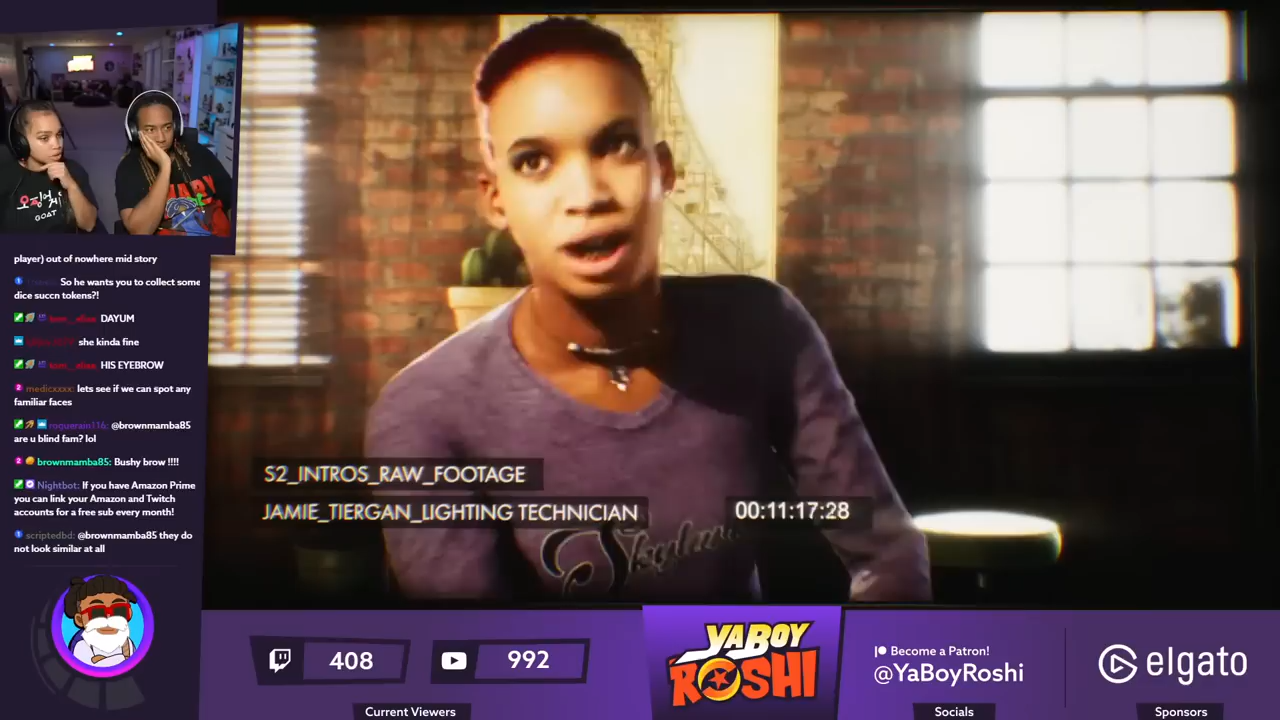 GOAT
player) out of nowhere mid story
So he wants you to collect some
dice succn tokens?!
DAYUM
she kinda fine
HIS EYEBROW
medicxxxx: lets see if we can spot any
familiar faces
@brownmamba85
are u blind fam? lol
brownmamba85: Bushy brow !!!!
Nightbot: If you have Amazon Prime
you can link your Amazon and Twitch
accounts for a free sub every month!
scriptedbd: @brownmamba85 they do
not look similar at all
S2_INTROS_RAW_FOOTAGE
JAMIE_TIERGAN_LIGHTING TECHNICIAN
00:11:17:28
408
992
Current Viewers
YABOY
ROSHI
Become a Patron!
@YaBoyRoshi
Socials
elgato
Sponsors